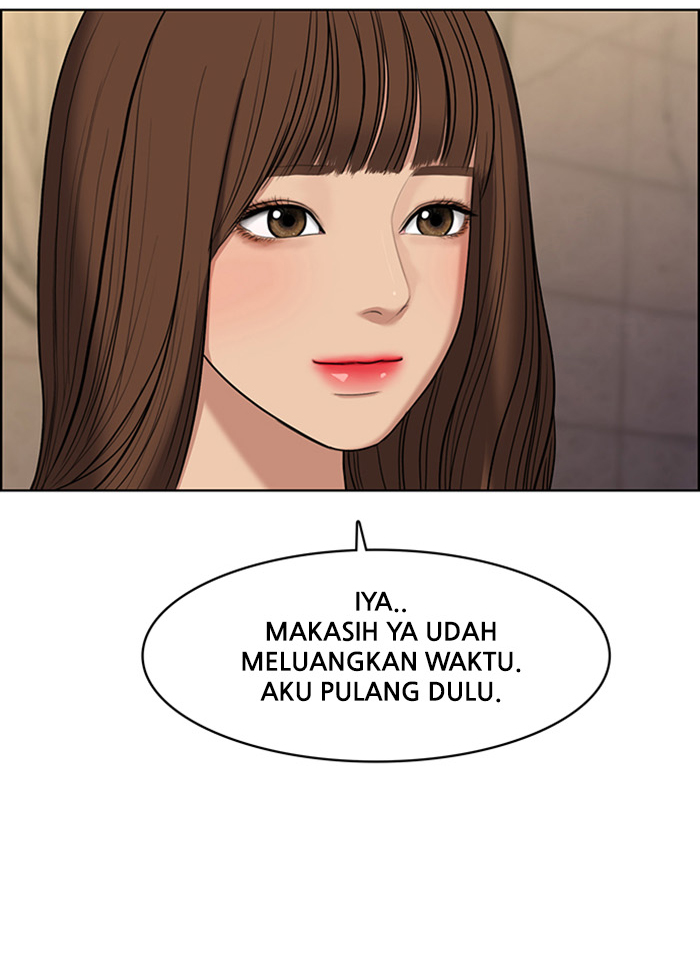 IYA..
MAKASIH YA UDAH
MELUANGKAN WAKTU.
AKU PULANG DULU.